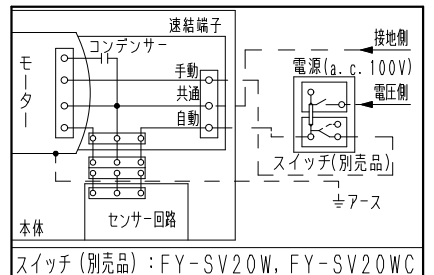 速結端子
コンデンサー
接地側
モーター
手動
電源(a.c.100V)
共通
電圧側
自動
スイッチ(別売品)
アース
センサー回路
本体
スイッチ(別売品):FY-SV20W, FY-SV20WC